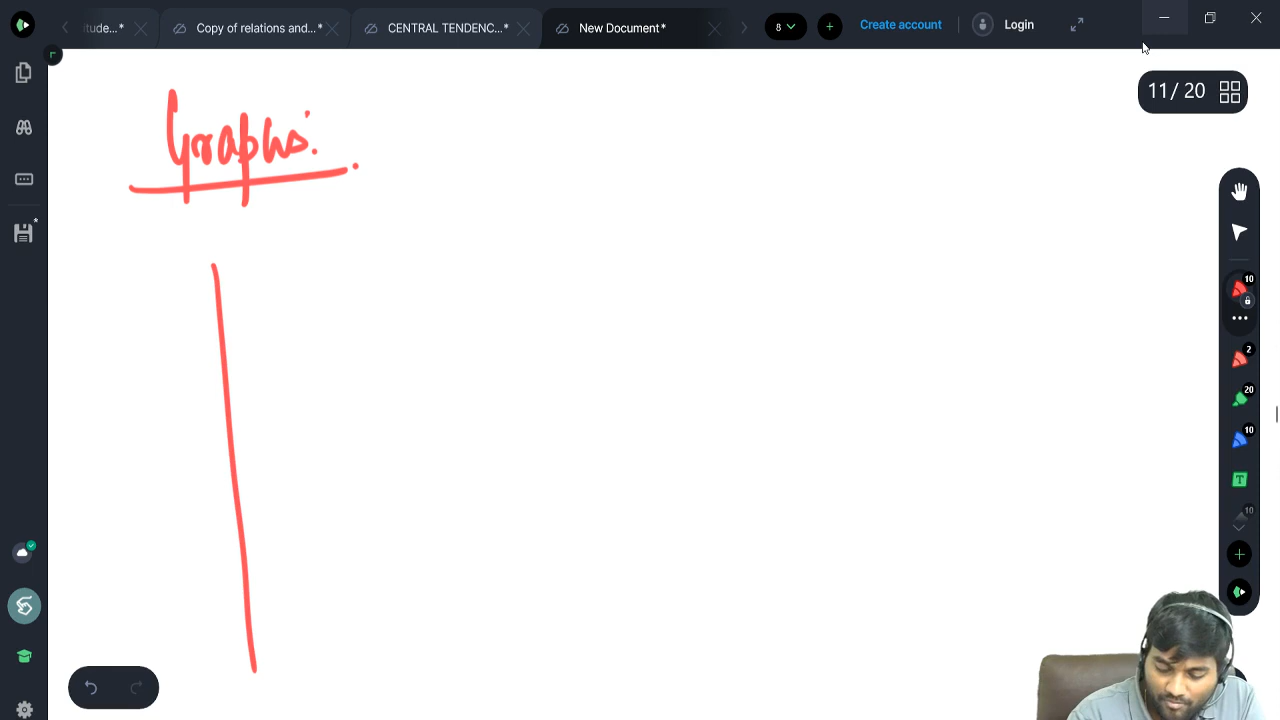 itude...*
Copy of relations and...*
CENTRAL TENDENC...*
New Document*
8
Create account
Login
11 / 20
Graphs:
10
2
20
10
T
10